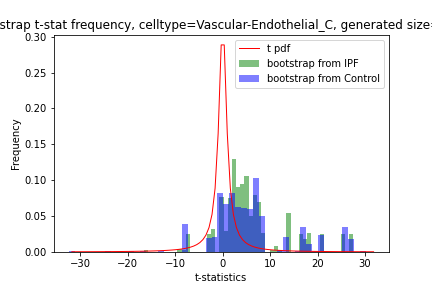 strap t-stat frequency, celltype=Vascular-Endothelial_C, generated size=
t pdf
bootstrap from IPF
bootstrap from Control
Frequency
0.30
0.25
0.20
0.15
0.10
0.05
0.00
−30 −20 −10 0 10 20 30
t-statistics